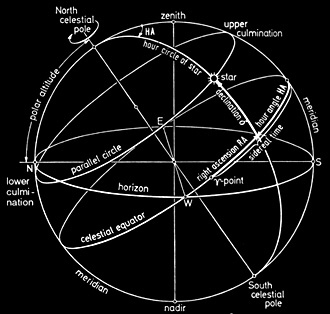 North
celestial
pole
zenith
upper
culmination
HA
hour circle of star
star
declination
hour angle HA
meridian
polar altitude
E
sidereal time
N
parallel circle
right ascension RA
S
lower
culmi-
nation
γ-point
horizon
W
celestial equator
meridian
South
celestial
pole
nadir